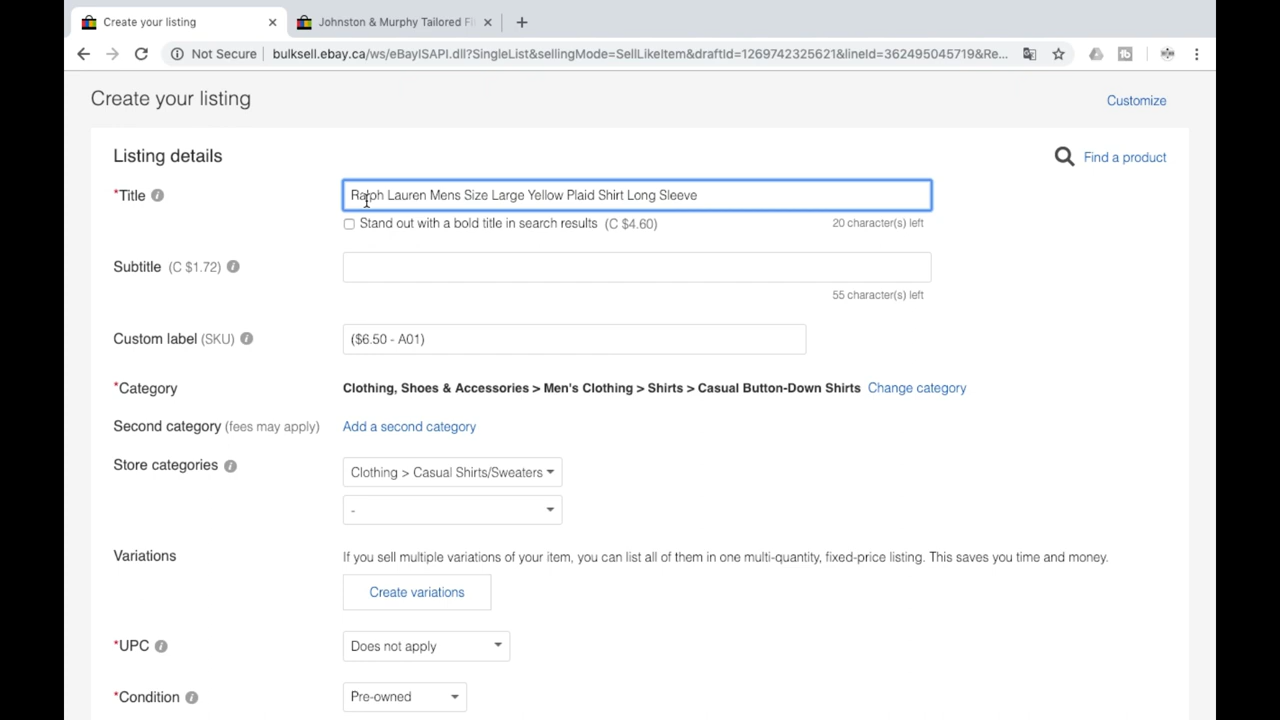 Create your listing
Johnston & Murphy Tailored Fi
Not Secure bulksell.ebay.ca/ws/eBayISAPI.dll?SingleList&sellingMode=SellLikeItem&draftId=1269742325621&lineId=362495045719&Re...
Create your listing
Customize
Listing details
Find a product
*Title
Ralph Lauren Mens Size Large Yellow Plaid Shirt Long Sleeve
Stand out with a bold title in search results (C $4.60)
20 character(s) left
Subtitle (C $1.72)
55 character(s) left
Custom label (SKU)
($6.50 - A01)
*Category
Clothing, Shoes & Accessories > Men's Clothing > Shirts > Casual Button-Down Shirts Change category
Second category (fees may apply)
Add a second category
Store categories
Clothing > Casual Shirts/Sweaters
-
Variations
If you sell multiple variations of your item, you can list all of them in one multi-quantity, fixed-price listing. This saves you time and money.
Create variations
*UPC
Does not apply
*Condition
Pre-owned